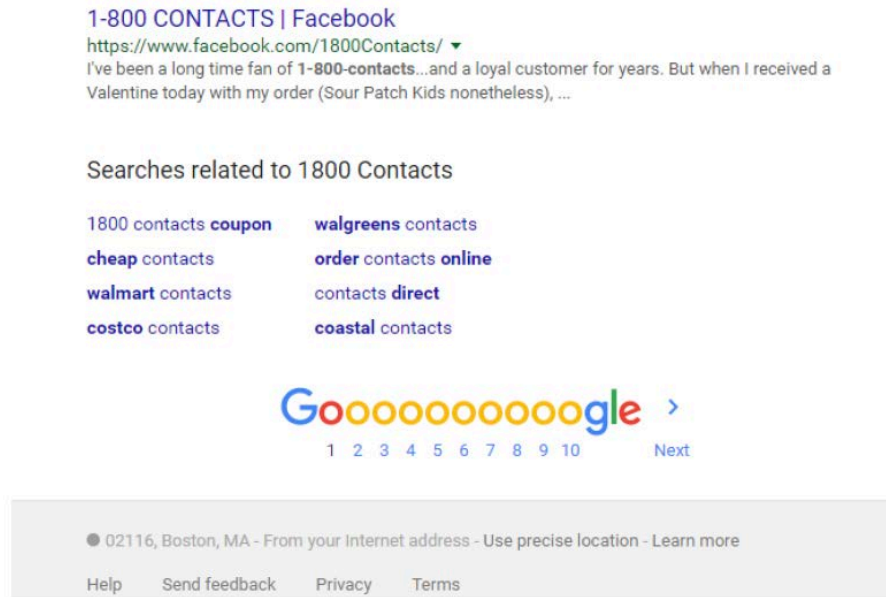 1-800 CONTACTS | Facebook
https://www.facebook.com/1800Contacts/
I've been a long time fan of 1-800-contacts...and a loyal customer for years. But when I received a
Valentine today with my order (Sour Patch Kids nonetheless), ...
Searches related to 1800 Contacts
1800 contacts coupon walgreens contacts
cheap contacts order contacts online
walmart contacts contacts direct
costco contacts coastal contacts
Goooooooooogle >
1 2 3 4 5 6 7 8 9 10 Next
02116, Boston, MA - From your Internet address - Use precise location - Learn more
Help Send feedback Privacy Terms